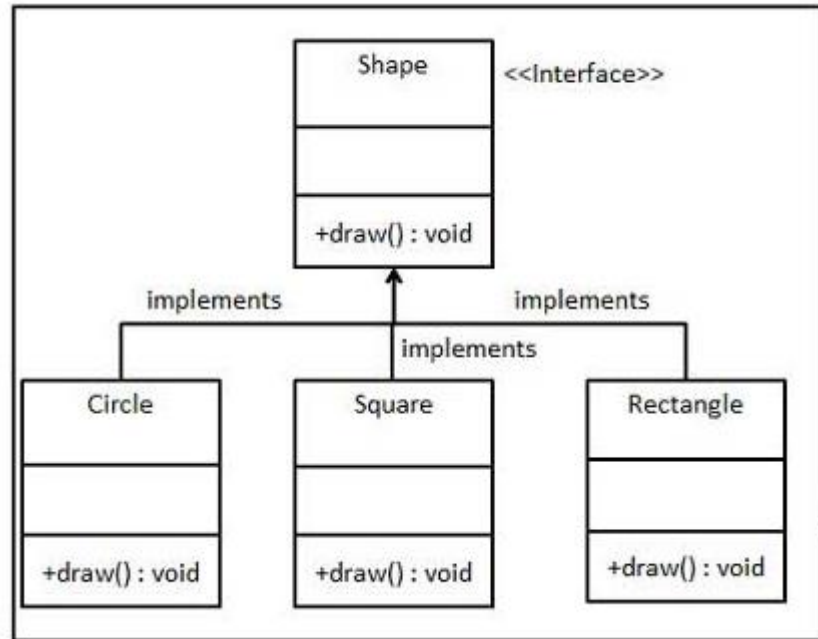 Shape
<<Interface>>
+draw() : void
implements
implements
implements
Circle
Square
Rectangle
+draw() : void
+draw() : void
+draw() : void